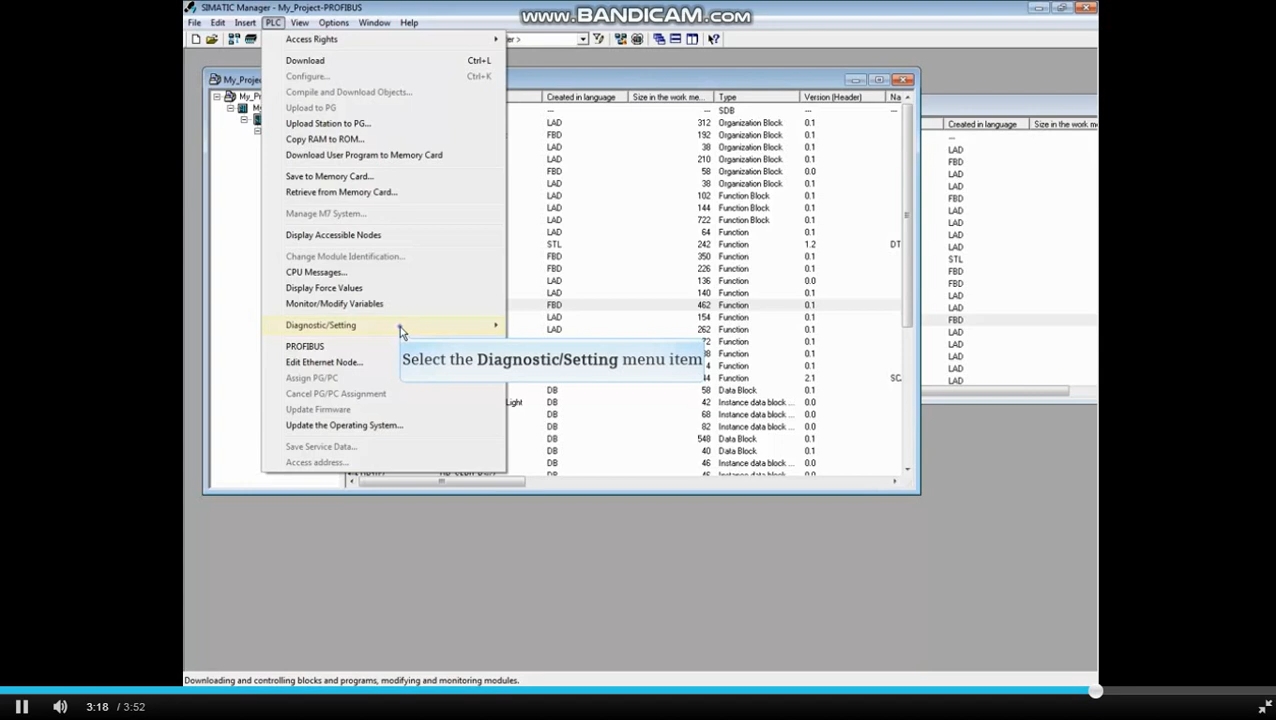 SIMATIC Manager - My_Project-PROFIBUS
www.BANDICAM.com
File Edit Insert PLC View Options Window Help
Access Rights
Download Ctrl+L
Configure... Ctrl+K
Compile and Download Objects...
Upload to PG
Upload Station to PG...
Copy RAM to ROM...
Download User Program to Memory Card
Save to Memory Card...
Retrieve from Memory Card...
Manage M7 System...
Display Accessible Nodes
Change Module Identification...
CPU Messages...
Display Force Values
Monitor/Modify Variables
Diagnostic/Setting
PROFIBUS
Edit Ethernet Node...
Assign PG/PC
Cancel PG/PC Assignment
Update Firmware
Update the Operating System...
Save Service Data...
Access address...
Select the Diagnostic/Setting menu item
Created in language Size in the work me... Type Version (Header) Na
--- --- SDB --- ---
LAD 312 Organization Block 0.1
FBD 192 Organization Block 0.1
LAD 38 Organization Block 0.1
LAD 210 Organization Block 0.1
FBD 58 Organization Block 0.0
LAD 38 Organization Block 0.1
LAD 102 Function Block 0.1
LAD 144 Function Block 0.1
LAD 722 Function Block 0.1
LAD 64 Function 0.1
STL 242 Function 1.2 DT
FBD 350 Function 0.1
FBD 226 Function 0.1
LAD 136 Function 0.0
LAD 140 Function 0.1
FBD 462 Function 0.1
LAD 154 Function 0.1
LAD 262 Function 0.1
72 Function 0.1
Function 0.1
Function 2.1
DB 58 Data Block 0.1
Light DB 42 Instance data block ... 0.0
DB 68 Instance data block ... 0.0
DB 82 Instance data block ... 0.0
DB 548 Data Block 0.1
DB 40 Data Block 0.1
DB 46 Instance data block ... 0.0
DB 46 Instance data block ... 0.0
Created in language Size in the work me...
---
LAD
FBD
LAD
LAD
FBD
LAD
LAD
LAD
LAD
STL
FBD
FBD
LAD
LAD
FBD
LAD
LAD
FBD
LAD
LAD
Downloading and controlling blocks and programs, modifying and monitoring modules.
3:18 / 3:52